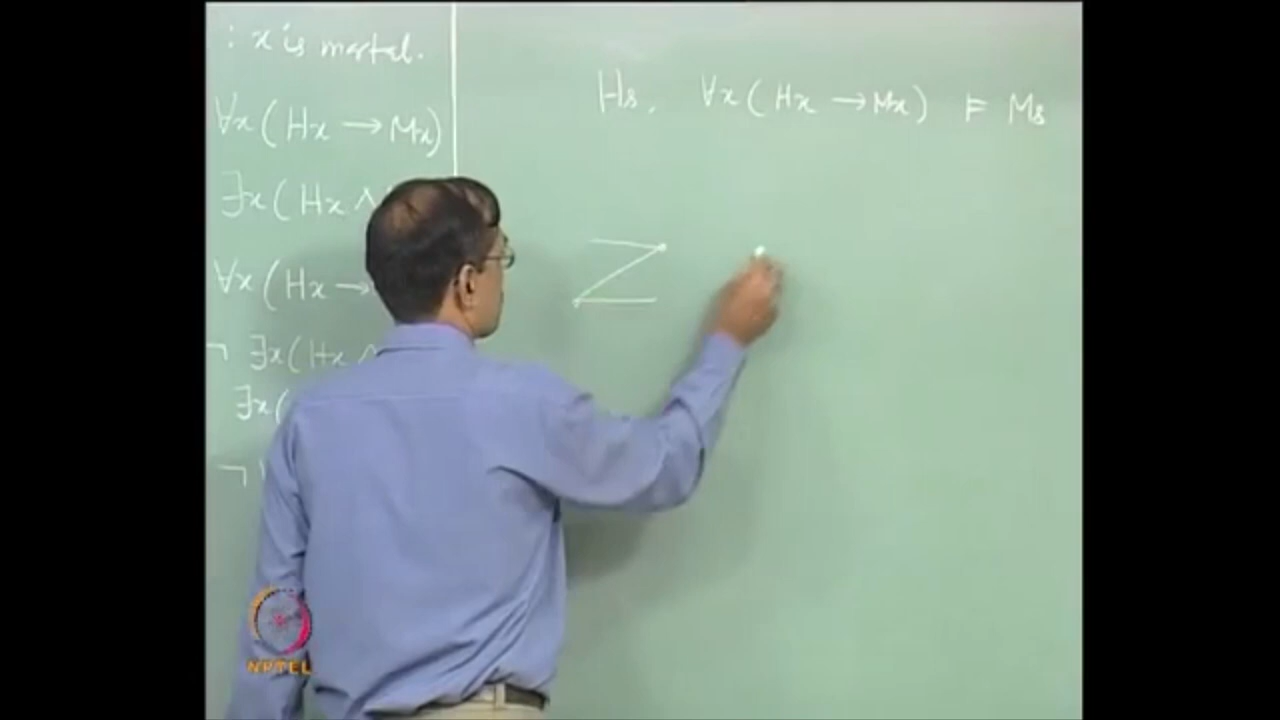 : x is mortal.
∀x(Hx → Mx)
∃x(Hx ∧
∀x(Hx →
¬ ∃x(Hx ∧
∃x(
¬
Hs, ∀x(Hx → Mx) ⊨ Ms
Z
NPTEL